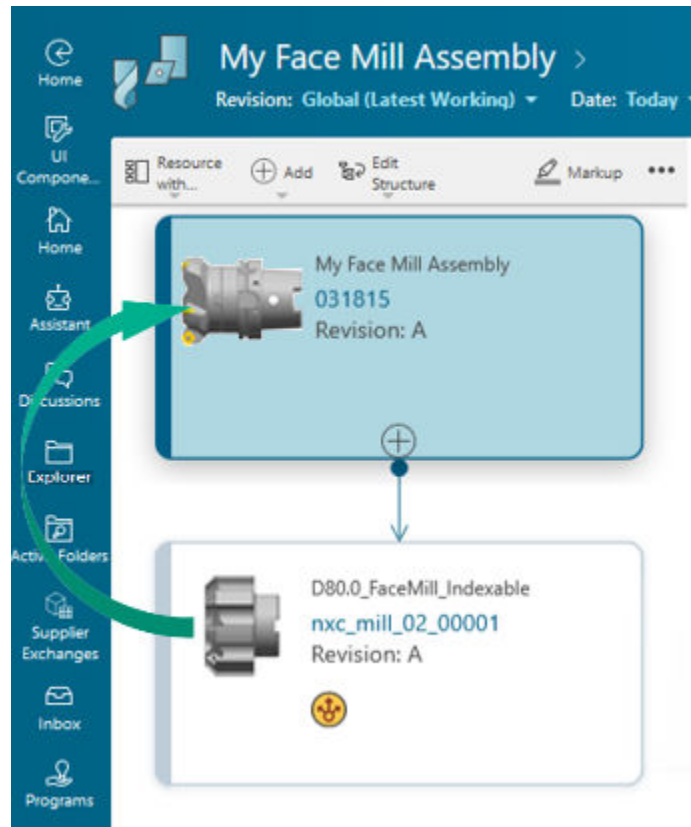 Home
UI
Compone...
Home
Assistant
Discussions
Explorer
Active Folders
Supplier
Exchanges
Inbox
Programs
My Face Mill Assembly >
Revision: Global (Latest Working) Date: Today
Resource
with...
Add
Edit
Structure
Markup
•••
My Face Mill Assembly
031815
Revision: A
D80.0_FaceMill_Indexable
nxc_mill_02_00001
Revision: A